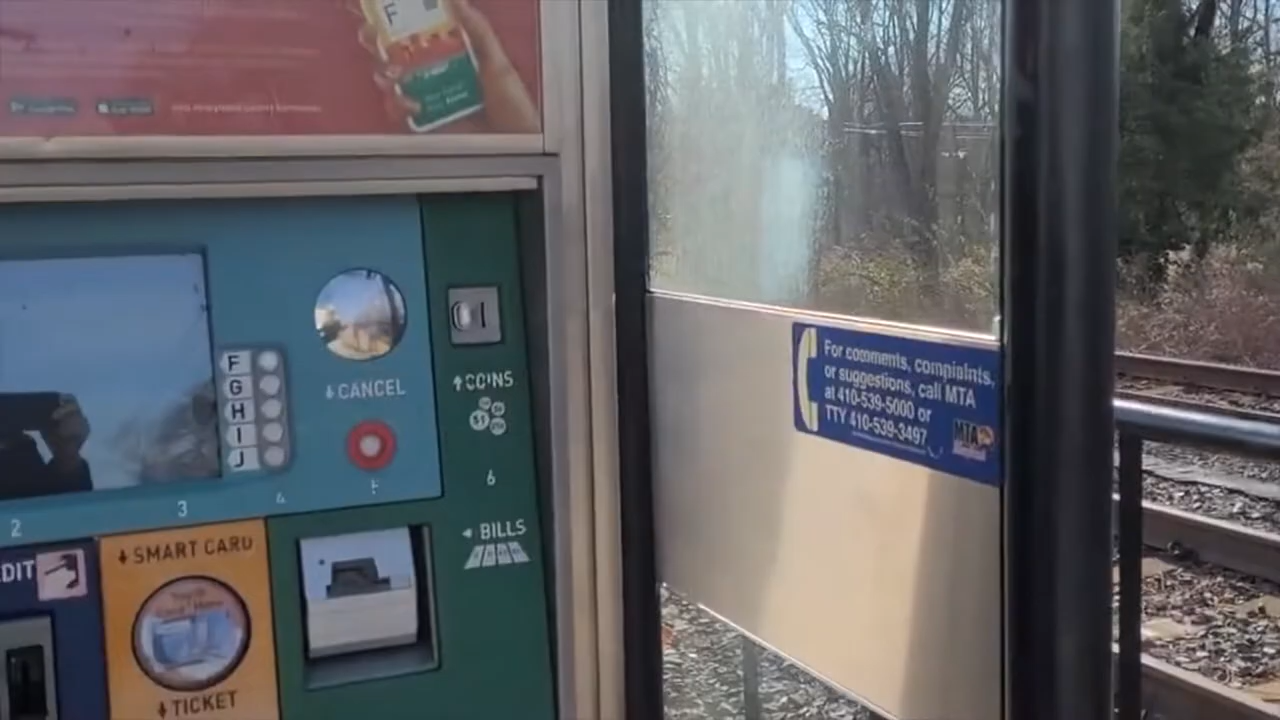 F
F
G
H
I
J
CANCEL
COINS
$1
6
2
3
4
BILLS
DIT
SMART CARD
TICKET
For comments, complaints,
or suggestions, call MTA
at 410-539-5000 or
TTY 410-539-3497
MTA